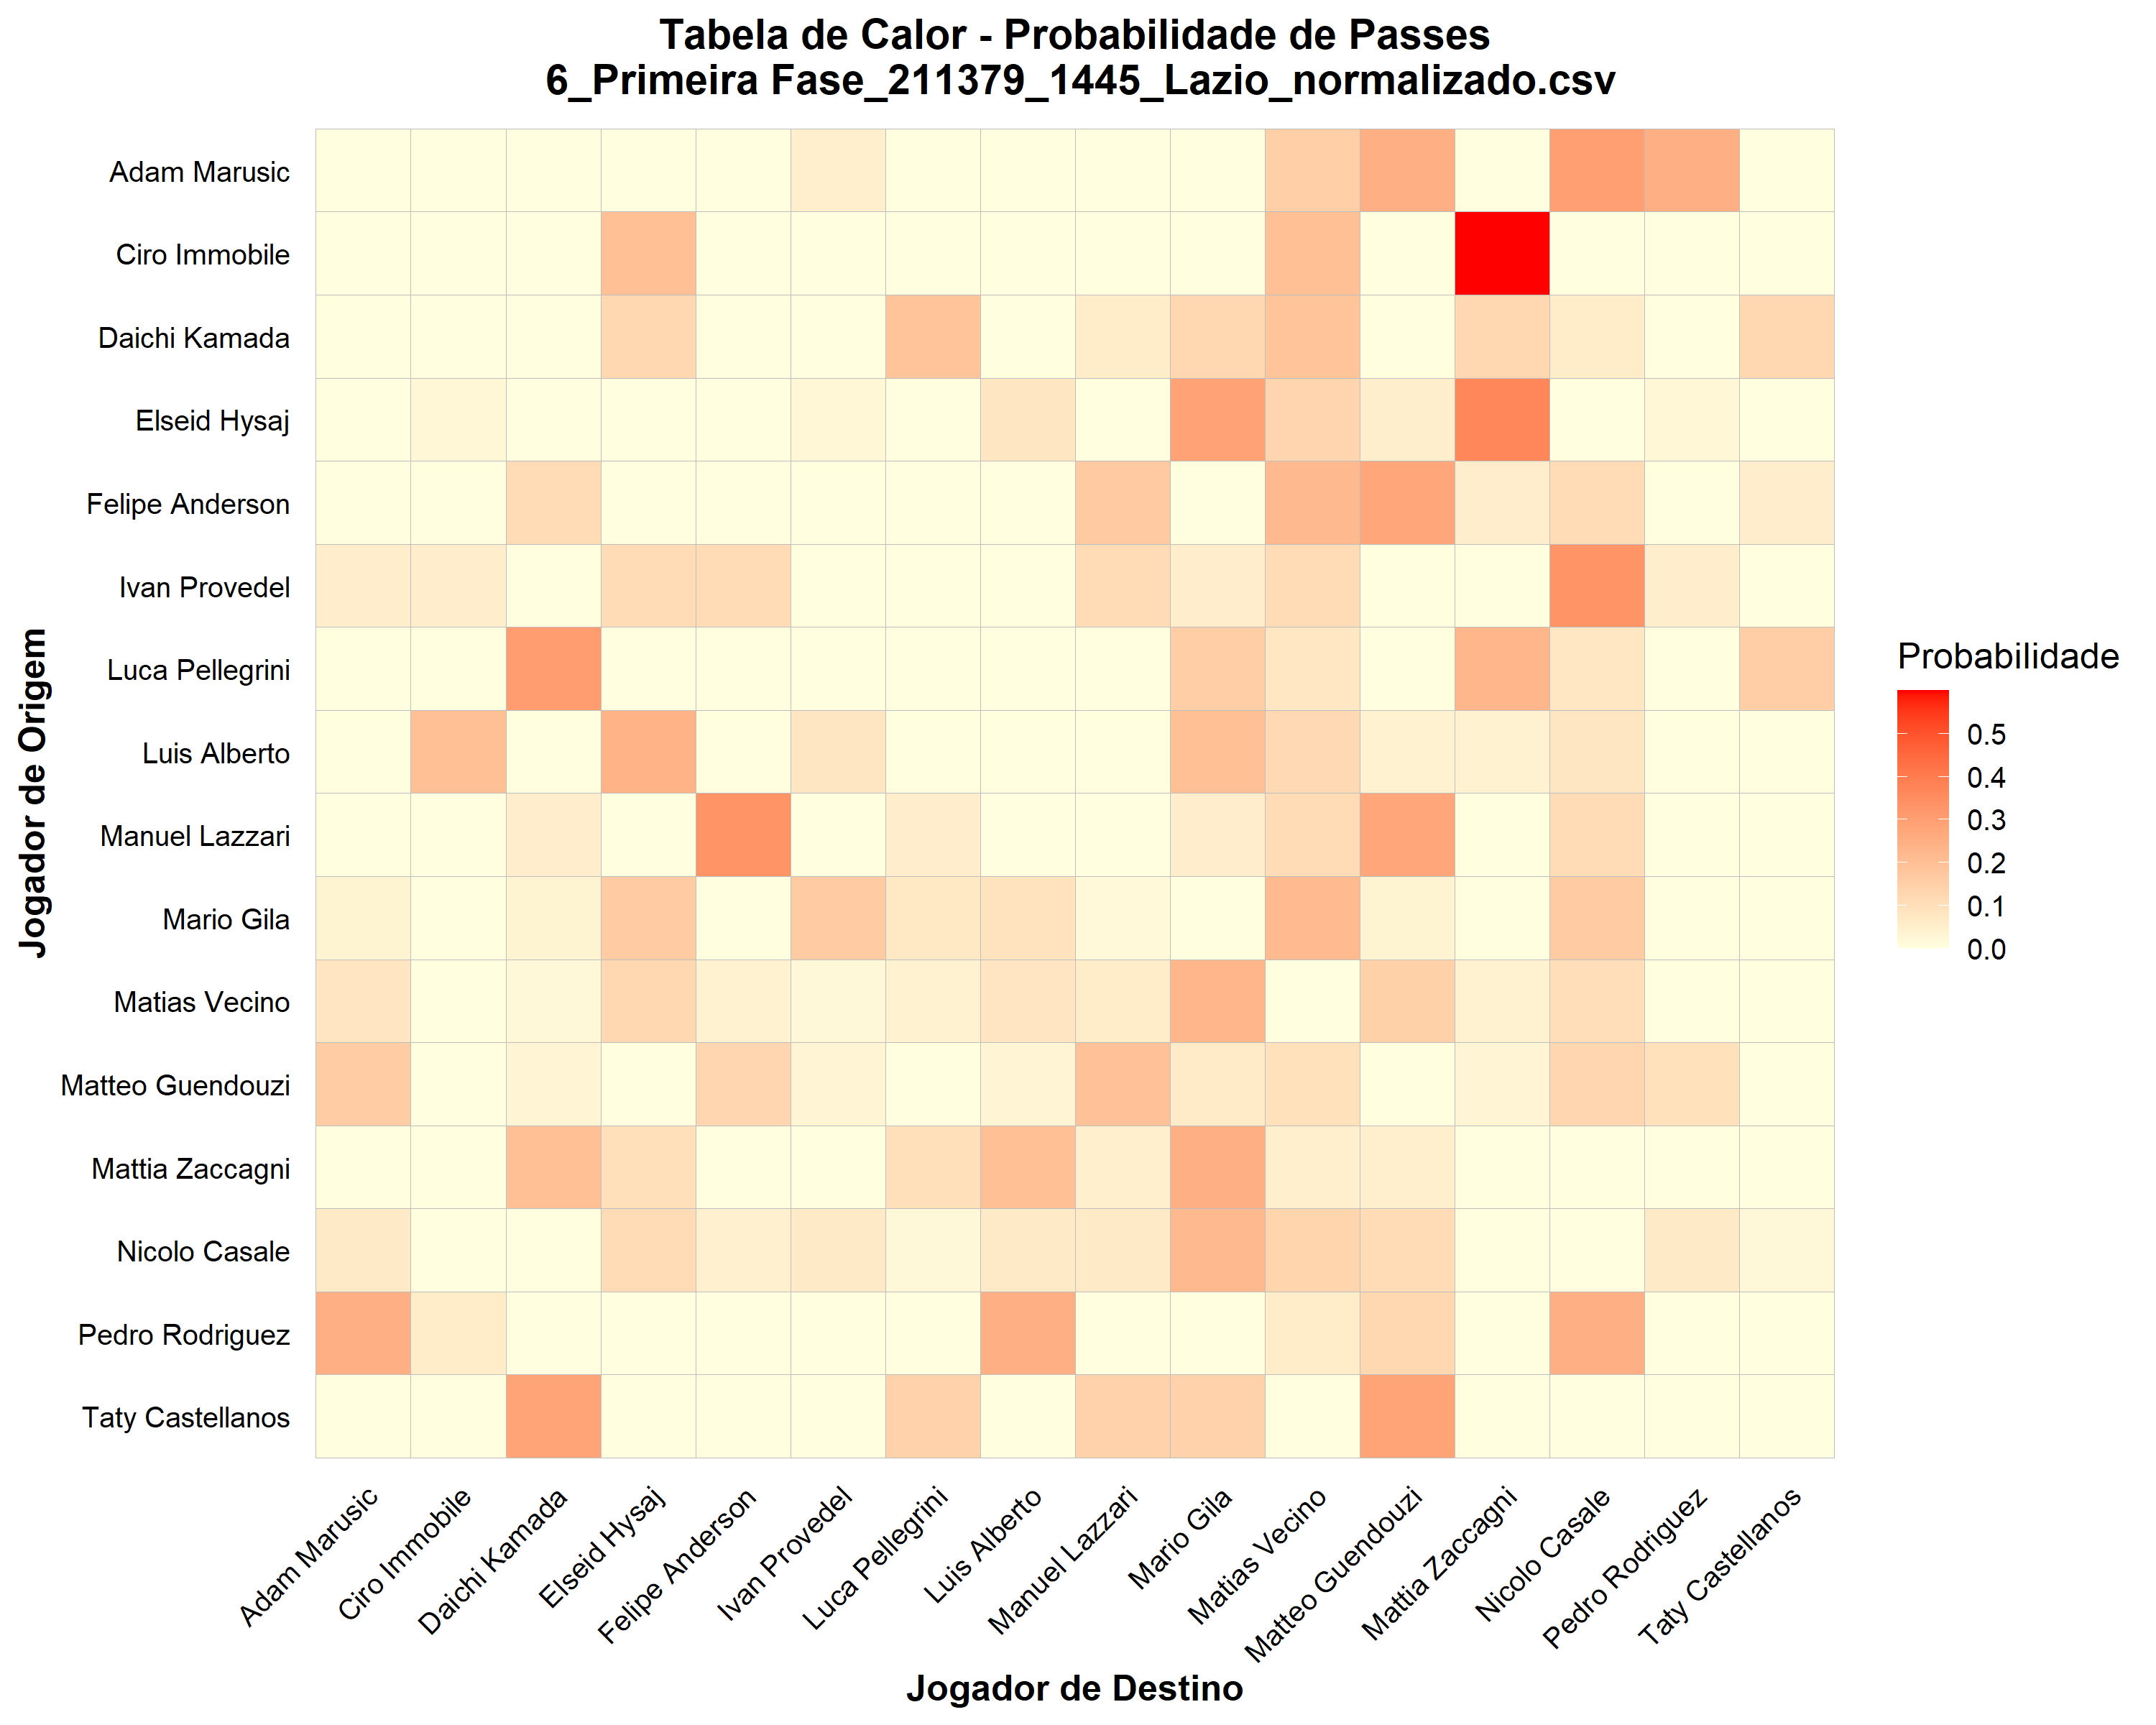 Tabela de Calor - Probabilidade de Passes
6_Primeira Fase_211379_1445_Lazio_normalizado.csv
Jogador de Origem
Adam Marusic
Ciro Immobile
Daichi Kamada
Elseid Hysaj
Felipe Anderson
Ivan Provedel
Luca Pellegrini
Luis Alberto
Manuel Lazzari
Mario Gila
Matias Vecino
Matteo Guendouzi
Mattia Zaccagni
Nicolo Casale
Pedro Rodriguez
Taty Castellanos
Adam Marusic
Ciro Immobile
Daichi Kamada
Elseid Hysaj
Felipe Anderson
Ivan Provedel
Luca Pellegrini
Luis Alberto
Manuel Lazzari
Mario Gila
Matias Vecino
Matteo Guendouzi
Mattia Zaccagni
Nicolo Casale
Pedro Rodriguez
Taty Castellanos
Jogador de Destino
Probabilidade
0.5
0.4
0.3
0.2
0.1
0.0